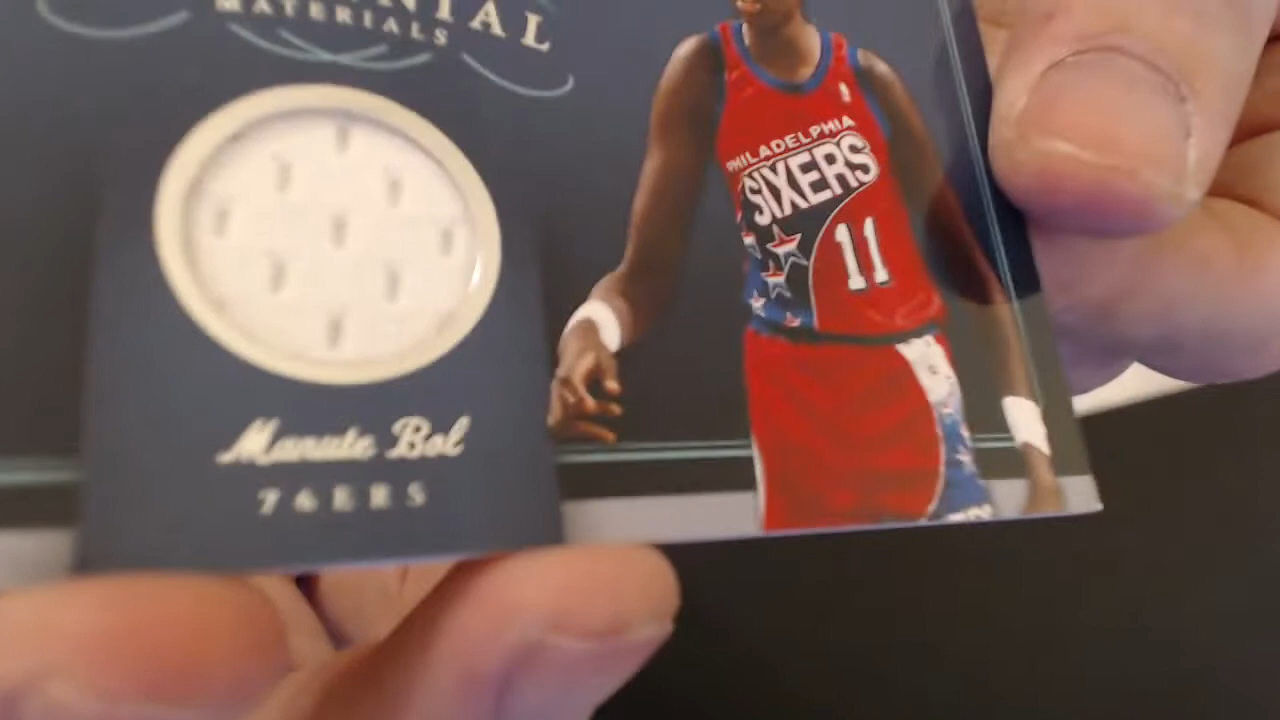 MATERIALS
Manute Bol
76ERS
PHILADELPHIA
SIXERS
11